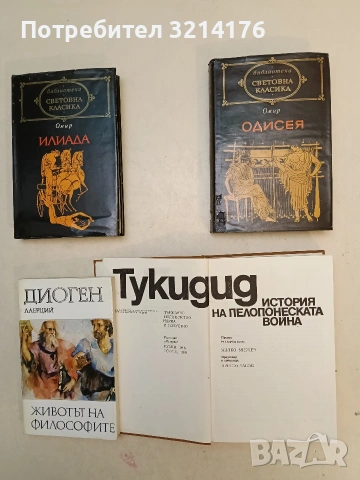 Потребител 3214176
библиотека
СВЕТОВНА
КЛАСИКА
Омир
ИЛИАДА
библиотека
СВЕТОВНА
КЛАСИКА
Омир
ОДИСЕЯ
ДИОГЕН
ЛАЕРЦИЙ
ЖИВОТЪТ НА
ФИЛОСОФИТЕ
Тукидид
ИСТОРИЯ
НА ПЕЛОПОНЕСКАТА
ВОЙНА
bazar